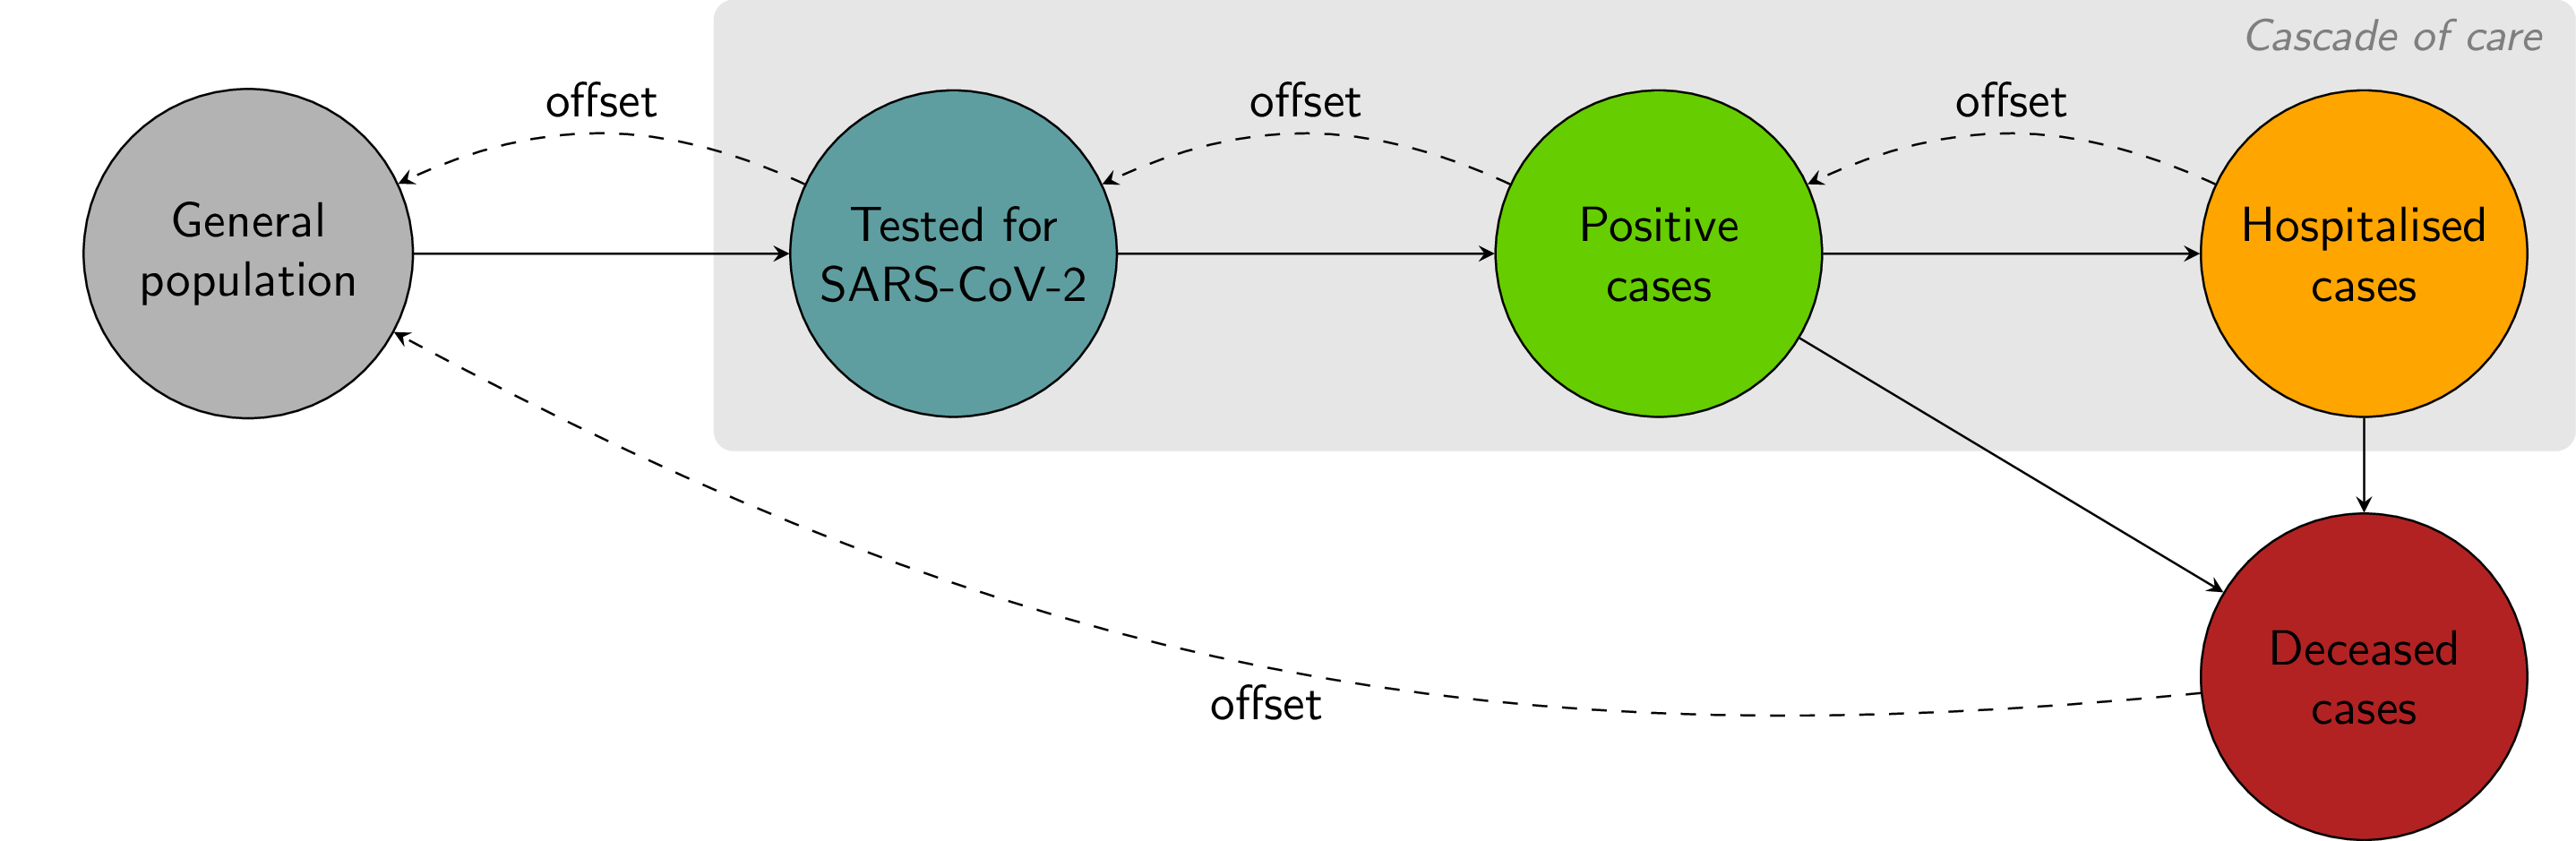 Cascade of care
offset
offset
offset
General
population
Tested for
SARS-CoV-2
Positive
cases
Hospitalised
cases
Deceased
cases
offset